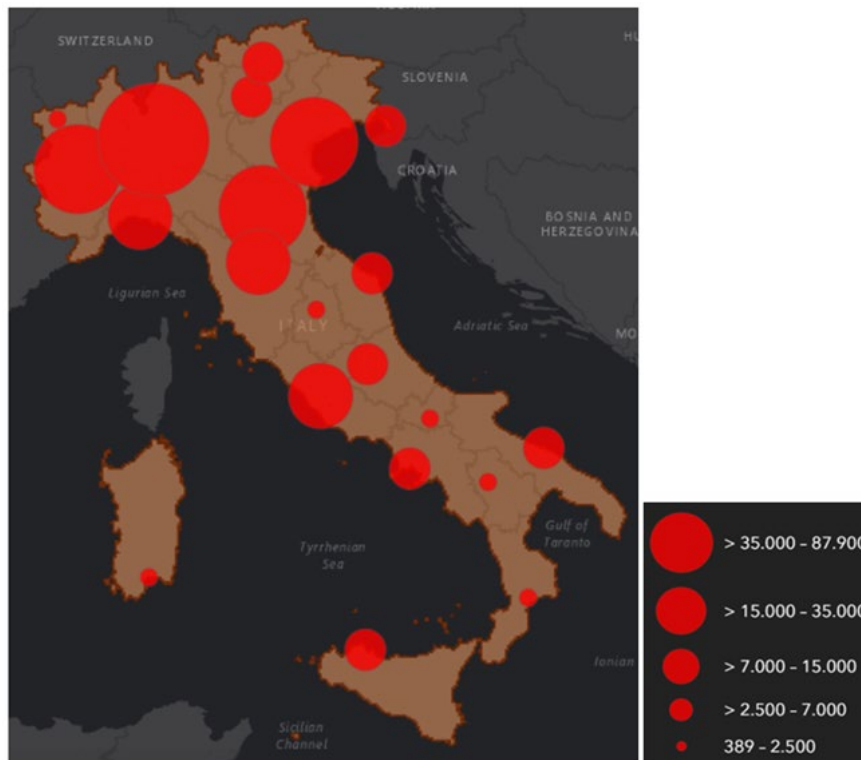 SWITZERLAND
HU
SLOVENIA
CROATIA
BOSNIA AND
HERZEGOVINA
Ligurian Sea
ITALY
Adriatic Sea
MO
Tyrrhenian
Sea
Gulf of
Taranto
Ionian
Sicilian
Channel
> 35.000 – 87.900
> 15.000 – 35.000
> 7.000 – 15.000
> 2.500 – 7.000
389 – 2.500